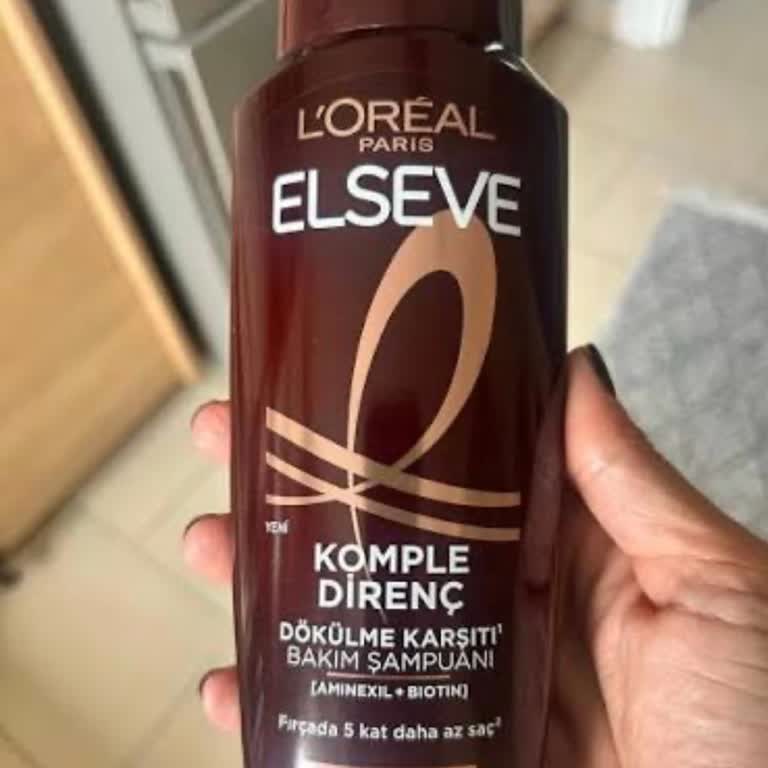 L'ORÉAL
PARIS
ELSEVE
YENİ
KOMPLE
DİRENÇ
DÖKÜLME KARŞITI¹
BAKIM ŞAMPUANI
[AMINEXIL + BIOTIN]
Fırçada 5 kat daha az saç²